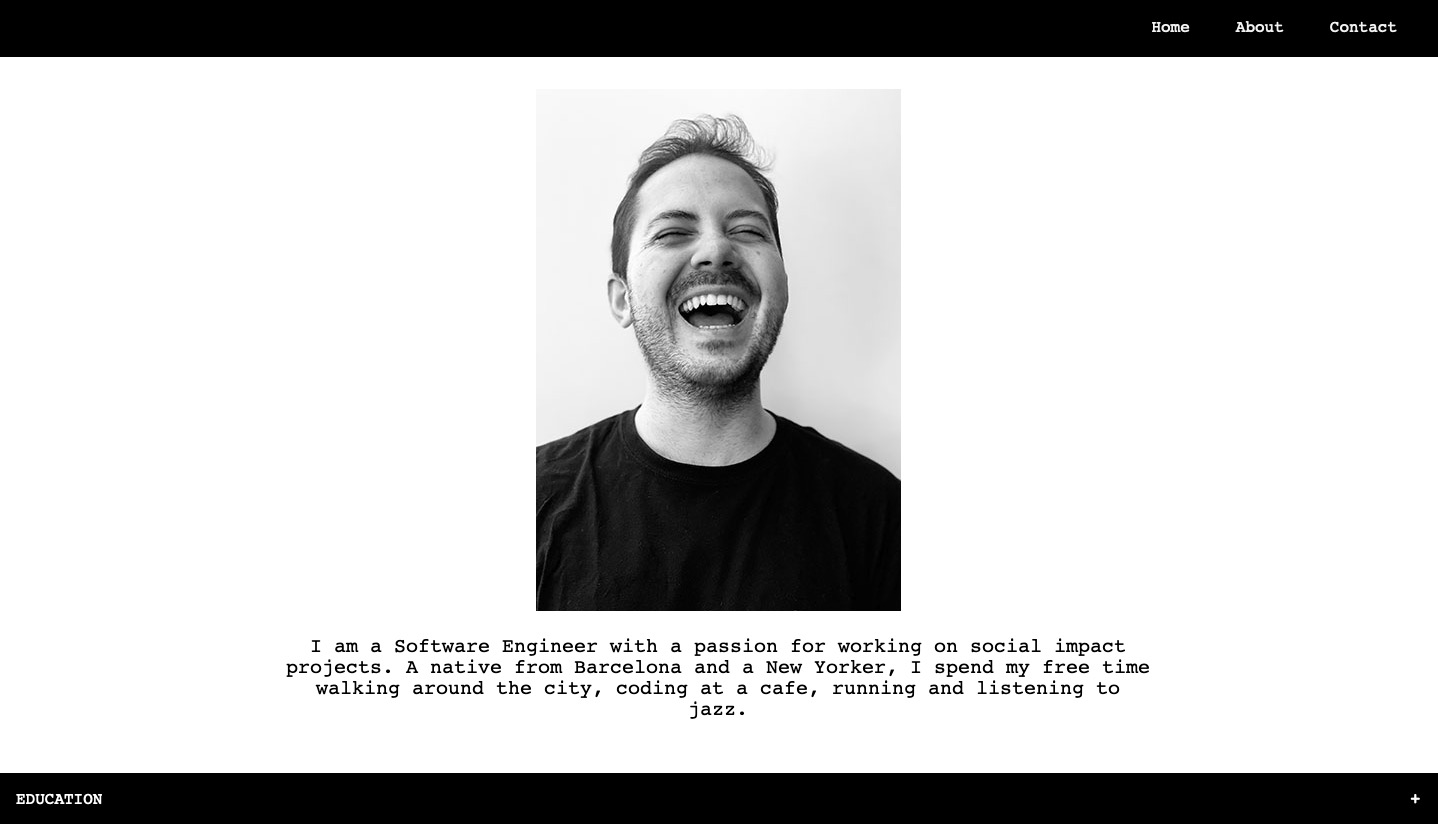 Home About Contact
I am a Software Engineer with a passion for working on social impact
projects. A native from Barcelona and a New Yorker, I spend my free time
walking around the city, coding at a cafe, running and listening to
jazz.
EDUCATION +